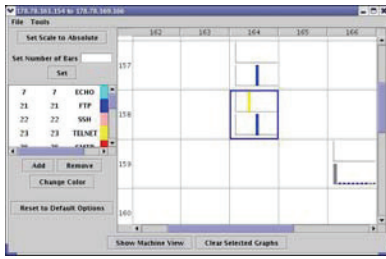 178.78.161.154 to 178.78.169.166
File Tools
Set Scale to Absolute
Set Number of Bars
Set
7 7 ECHO
21 21 FTP
22 22 SSH
23 23 TELNET
Add Remove
Change Color
Reset to Default Options
162 163 164 165 166
157
158
159
160
Show Machine View Clear Selected Graphs